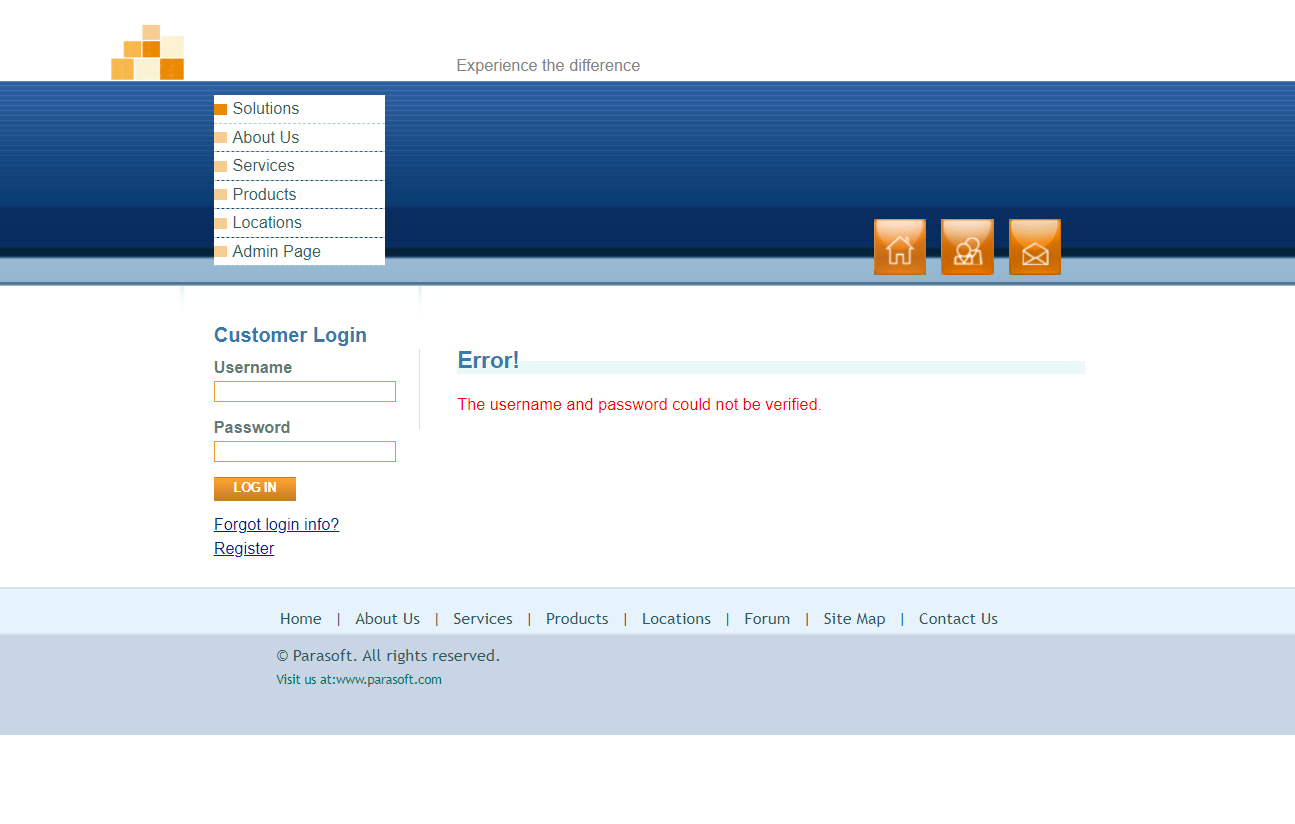 Experience the difference
Solutions
About Us
Services
Products
Locations
Admin Page
Customer Login
Username
Password
LOG IN
Forgot login info?
Register
Error!
The username and password could not be verified.
Home | About Us | Services | Products | Locations | Forum | Site Map | Contact Us
© Parasoft. All rights reserved.
Visit us at:www.parasoft.com